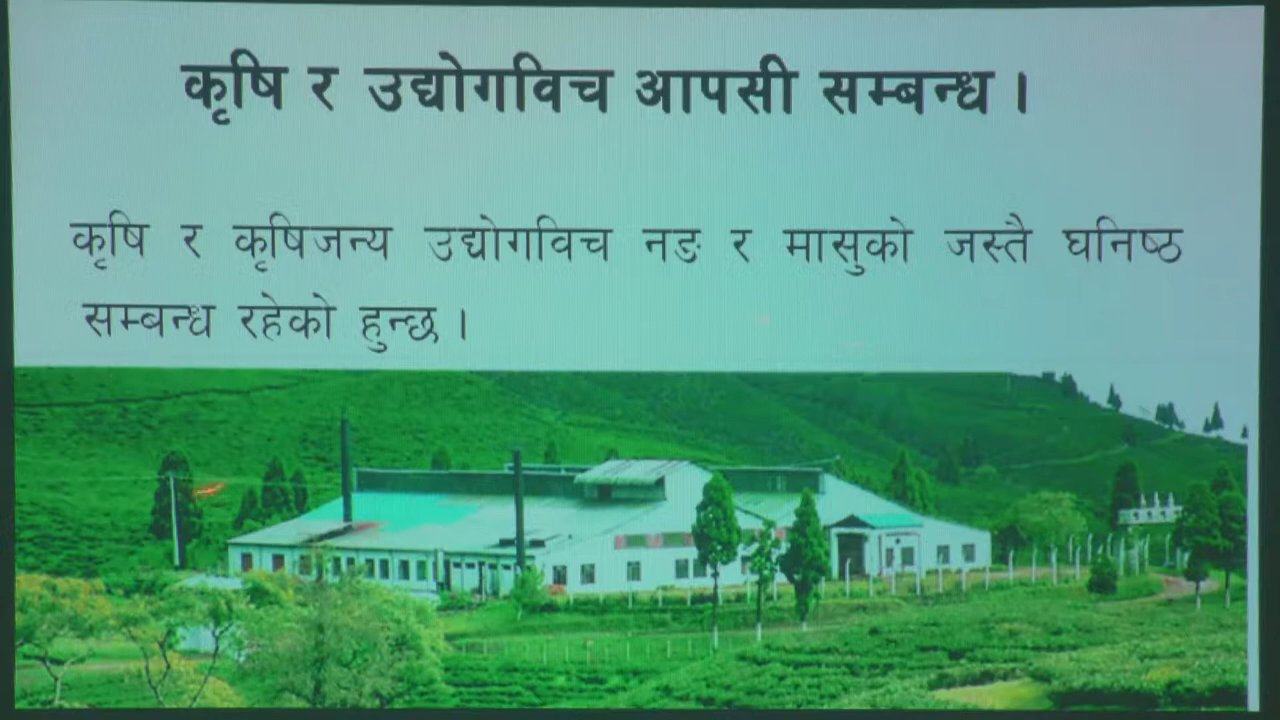 कृषि र उद्योगविच आपसी सम्बन्ध ।
कृषि र कृषिजन्य उद्योगविच नङ र मासुको जस्तै घनिष्ठ
सम्बन्ध रहेको हुन्छ ।